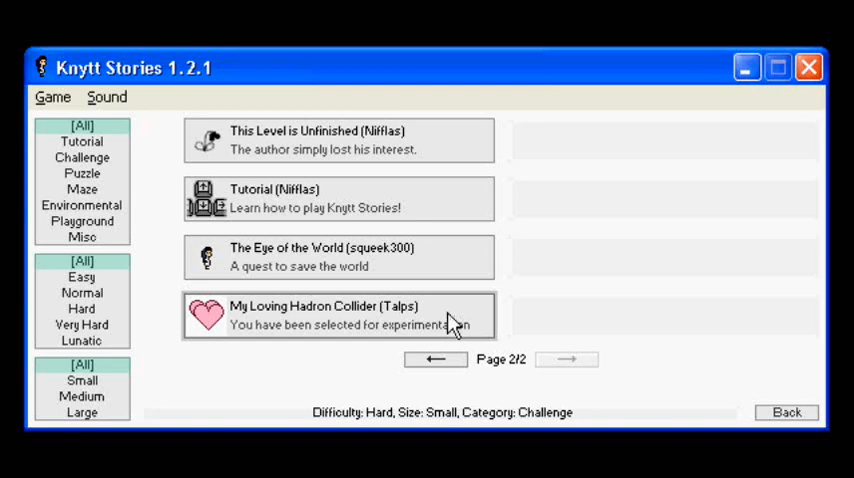 Knytt Stories 1.2.1
Game Sound
[All]
Tutorial
Challenge
Puzzle
Maze
Environmental
Playground
Misc
[All]
Easy
Normal
Hard
Very Hard
Lunatic
[All]
Small
Medium
Large
This Level is Unfinished (Nifflas)
The author simply lost his interest.
Tutorial (Nifflas)
Learn how to play Knytt Stories!
The Eye of the World (squeek300)
A quest to save the world
My Loving Hadron Collider (Talps)
You have been selected for experimentation
Page 2/2
Difficulty: Hard, Size: Small, Category: Challenge
Back